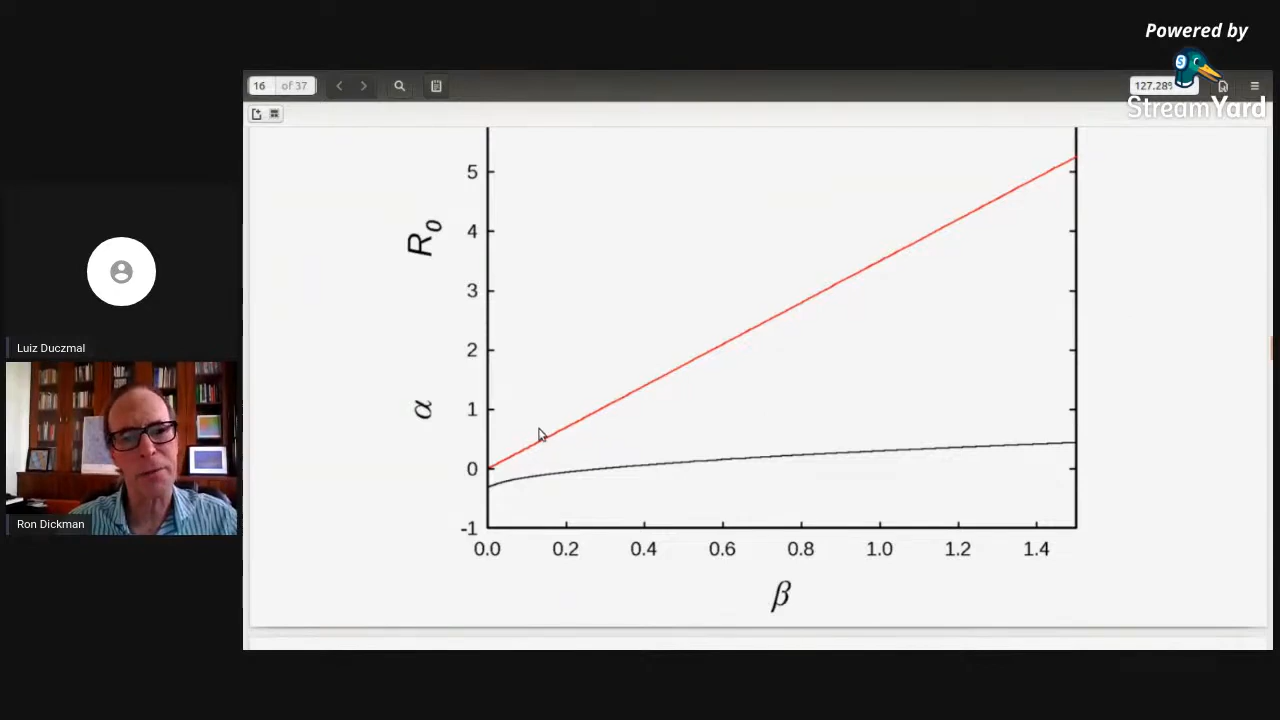 Powered by
StreamYard
16 of 37
127.28%
5
4
3
2
1
0
-1
R0
α
0.0 0.2 0.4 0.6 0.8 1.0 1.2 1.4
β
Luiz Duczmal
Ron Dickman